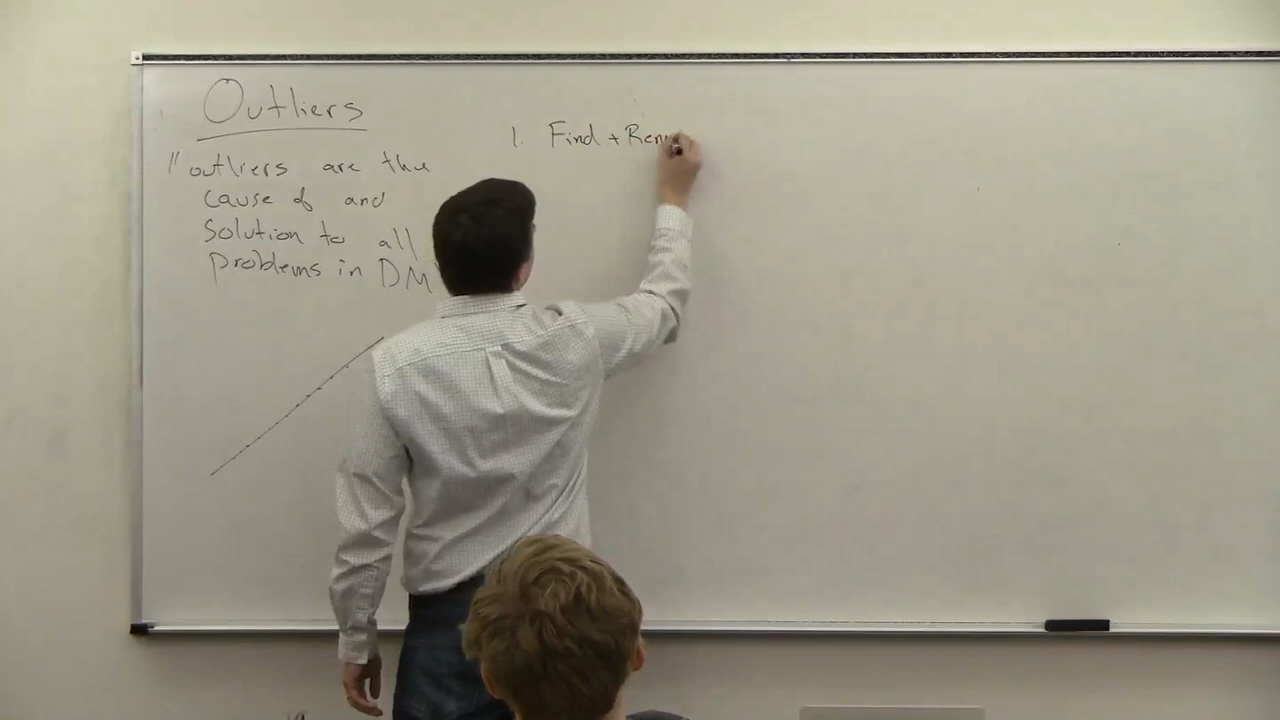 Outliers
"outliers are the
cause of and
solution to all
problems in DM
1. Find + Rem